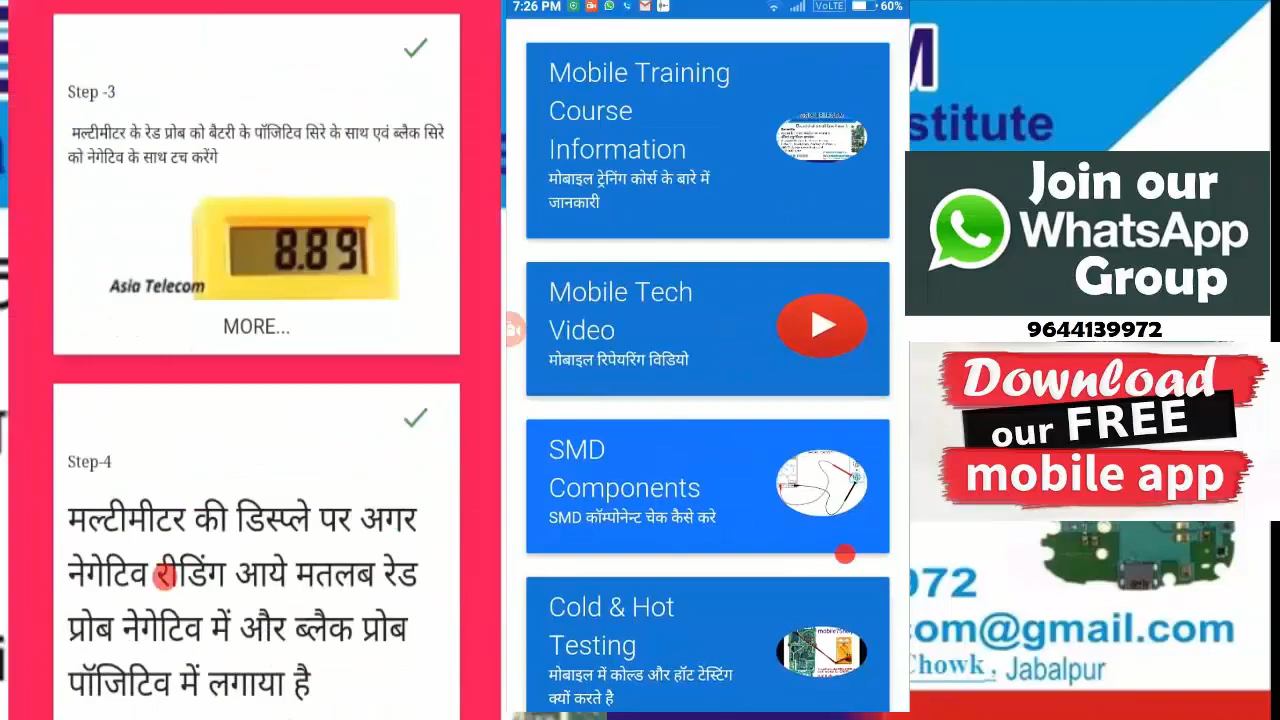 Step -3
मल्टीमीटर के रेड प्रोब को बैटरी के पॉजिटिव सिरे के साथ एवं ब्लैक सिरे
को नेगेटिव के साथ टच करेंगे
8.89
Asia Telecom
MORE...
Step-4
मल्टीमीटर की डिस्प्ले पर अगर
नेगेटिव रीडिंग आये मतलब रेड
प्रोब नेगेटिव में और ब्लैक प्रोब
पॉजिटिव में लगाया है
7:26 PM
VoLTE
60%
Mobile Training
Course
Information
मोबाइल ट्रेनिंग कोर्स के बारे में
जानकारी
Mobile Tech
Video
मोबाइल रिपेयरिंग विडियो
SMD
Components
SMD कॉम्पोनेन्ट चेक कैसे करे
Cold & Hot
Testing
मोबाइल में कोल्ड और हॉट टेस्टिंग
क्यों करते है
M
stitute
Join our
WhatsApp
Group
9644139972
Download
our FREE
mobile app
972
com@gmail.com
Chowk, Jabalpur